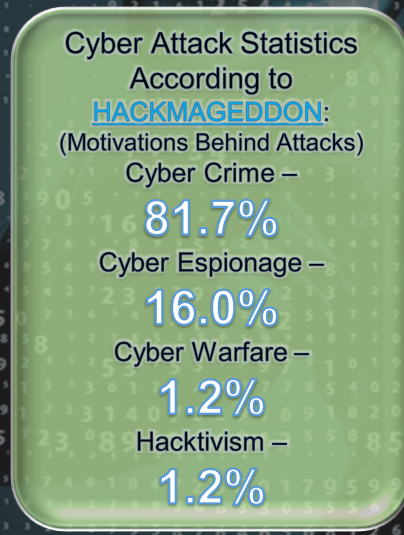 Cyber Attack Statistics
According to
HACKMAGEDDON:
(Motivations Behind Attacks)
Cyber Crime –
81.7%
Cyber Espionage –
16.0%
Cyber Warfare –
1.2%
Hacktivism –
1.2%